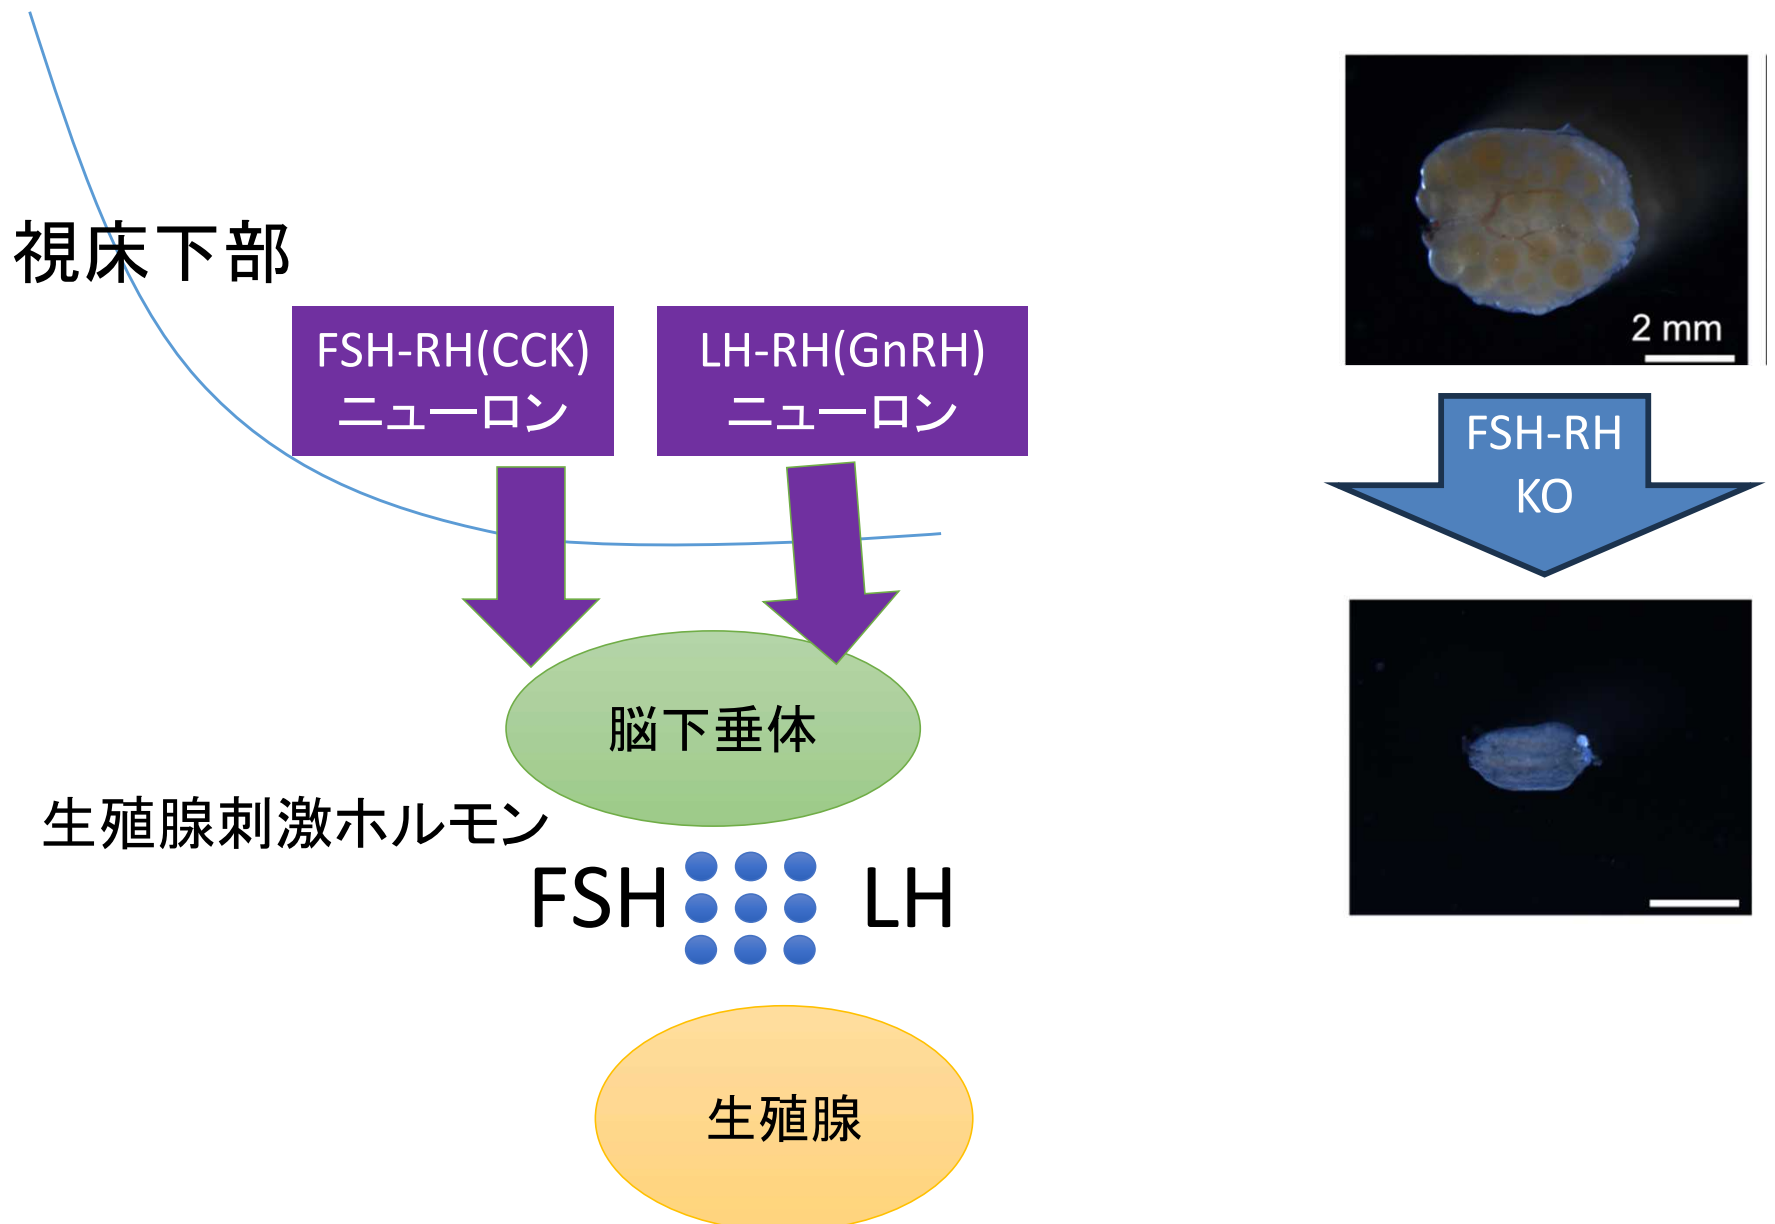 視床下部
FSH-RH(CCK)
ニューロン
LH-RH(GnRH)
ニューロン
脳下垂体
生殖腺刺激ホルモン
FSH
LH
生殖腺
2 mm
FSH-RH
KO